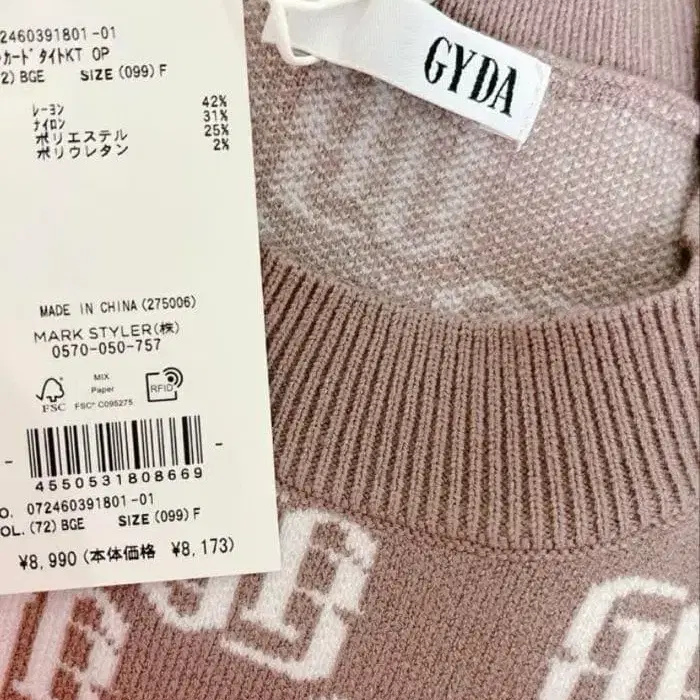 2460391801-01
ｶｰﾄﾞﾀｲﾄKT OP
2) BGE SIZE (099) F
ﾚｰﾖﾝ 42%
ﾅｲﾛﾝ 31%
ポリエステル 25%
ポリウレタン 2%
MADE IN CHINA (275006)
MARK STYLER(株)
0570-050-757
FSC
MIX
Paper
FSC® C095275
RFID
4550531808669
O. 072460391801-01
OL. (72) BGE SIZE (099) F
¥8,990 (本体価格 ¥8,173)
GYDA